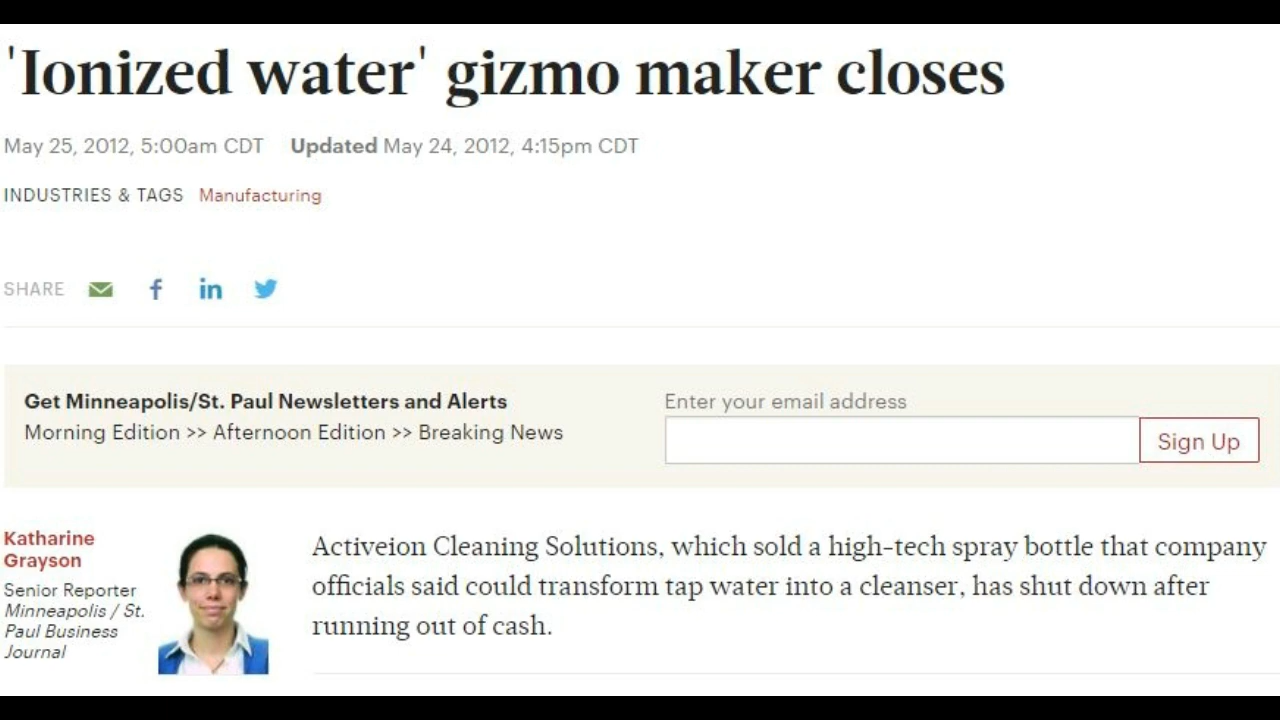 'Ionized water' gizmo maker closes
May 25, 2012, 5:00am CDT Updated May 24, 2012, 4:15pm CDT
INDUSTRIES & TAGS Manufacturing
SHARE
Get Minneapolis/St. Paul Newsletters and Alerts
Morning Edition >> Afternoon Edition >> Breaking News
Enter your email address
Sign Up
Katharine
Grayson
Senior Reporter
Minneapolis / St.
Paul Business
Journal
Activeion Cleaning Solutions, which sold a high-tech spray bottle that company
officials said could transform tap water into a cleanser, has shut down after
running out of cash.